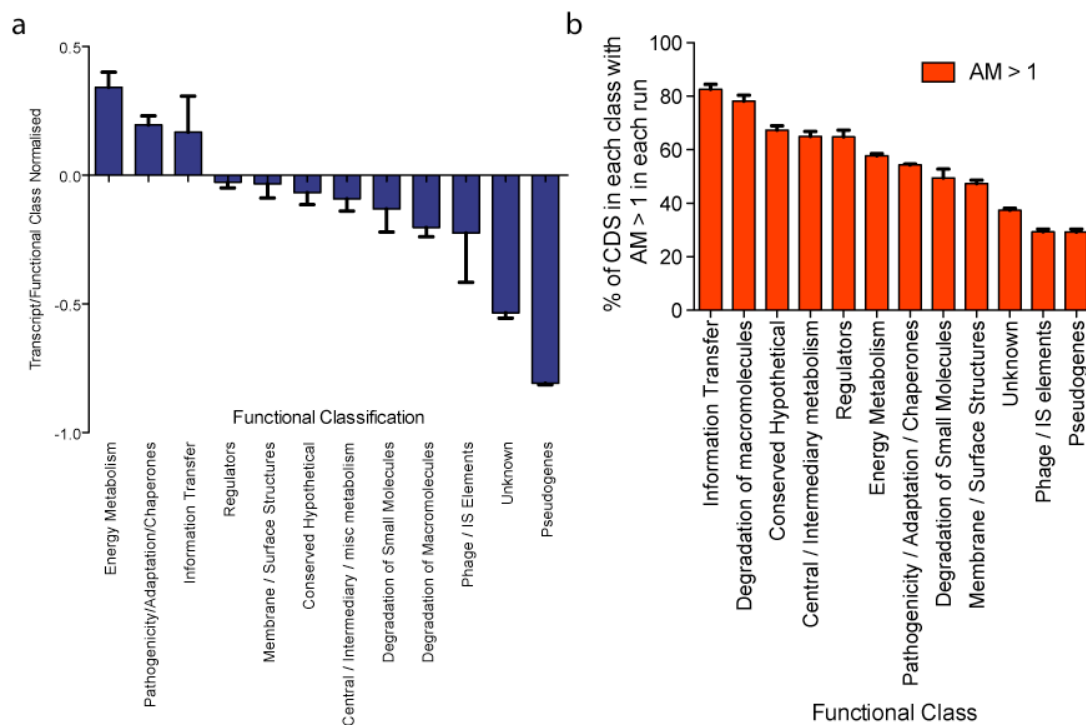 a
Transcript/Functional Class Normalised
0.5
0.0
-0.5
-1.0
Functional Classification
Energy Metabolism
Pathogenicity/Adaptation/Chaperones
Information Transfer
Regulators
Membrane / Surface Structures
Conserved Hypothetical
Central / Intermediary / misc metabolism
Degradation of Small Molecules
Degradation of Macromolecules
Phage / IS Elements
Unknown
Pseudogenes
b
% of CDS in each class with
AM > 1 in each run
100
80
60
40
20
0
AM > 1
Information Transfer
Degradation of macromolecules
Conserved Hypothetical
Central / Intermediary metabolism
Regulators
Energy Metabolism
Pathogenicity / Adaptation / Chaperones
Degradation of Small Molecules
Membrane / Surface Structures
Unknown
Phage / IS elements
Pseudogenes
Functional Class